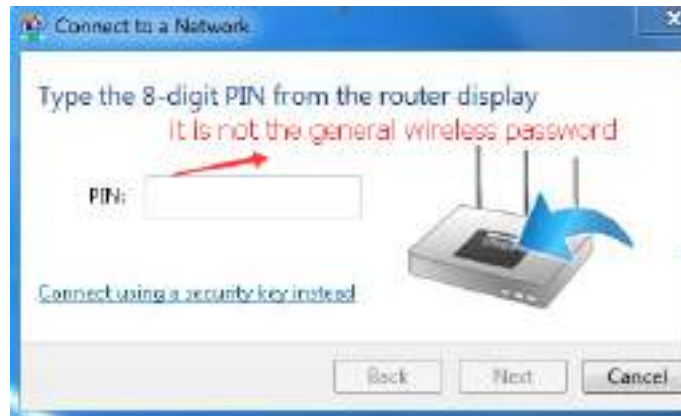 Connect to a Network
Type the 8-digit PIN from the router display
it is not the general wireless password
PIN:
Connect using a security key instead
Back
Next
Cancel